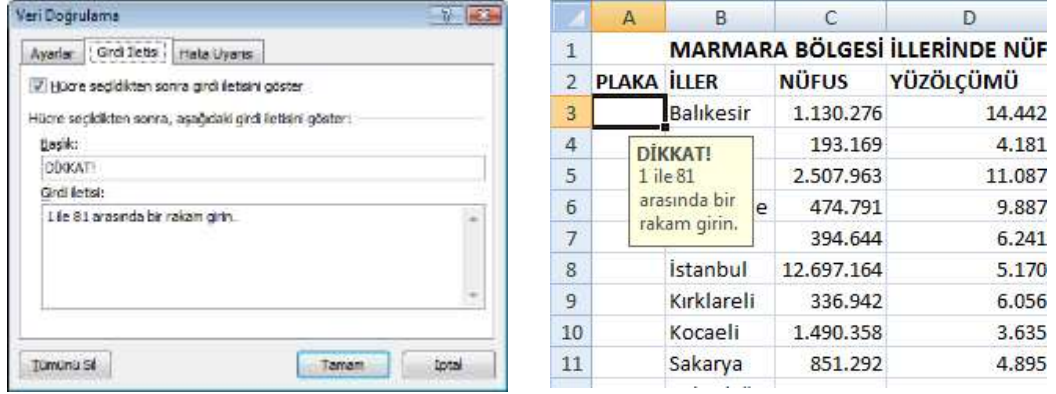 Veri Doğrulama
Ayarlar Girdi İletisi Hata Uyarısı
Hücre seçildikten sonra girdi iletisini göster
Hücre seçildikten sonra, aşağıdaki girdi iletisini göster:
Başlık:
DİKKAT!
Girdi iletisi:
1 ile 81 arasında bir rakam girin.
Tümünü Sil Tamam İptal
A B C D
1 MARMARA BÖLGESİ İLLERİNDE NÜF
2 PLAKA İLLER NÜFUS YÜZÖLÇÜMÜ
3 Balıkesir 1.130.276 14.442
4 193.169 4.181
5 2.507.963 11.087
6 e 474.791 9.887
7 394.644 6.241
8 İstanbul 12.697.164 5.170
9 Kırklareli 336.942 6.056
10 Kocaeli 1.490.358 3.635
11 Sakarya 851.292 4.895
DİKKAT!
1 ile 81
arasında bir
rakam girin.